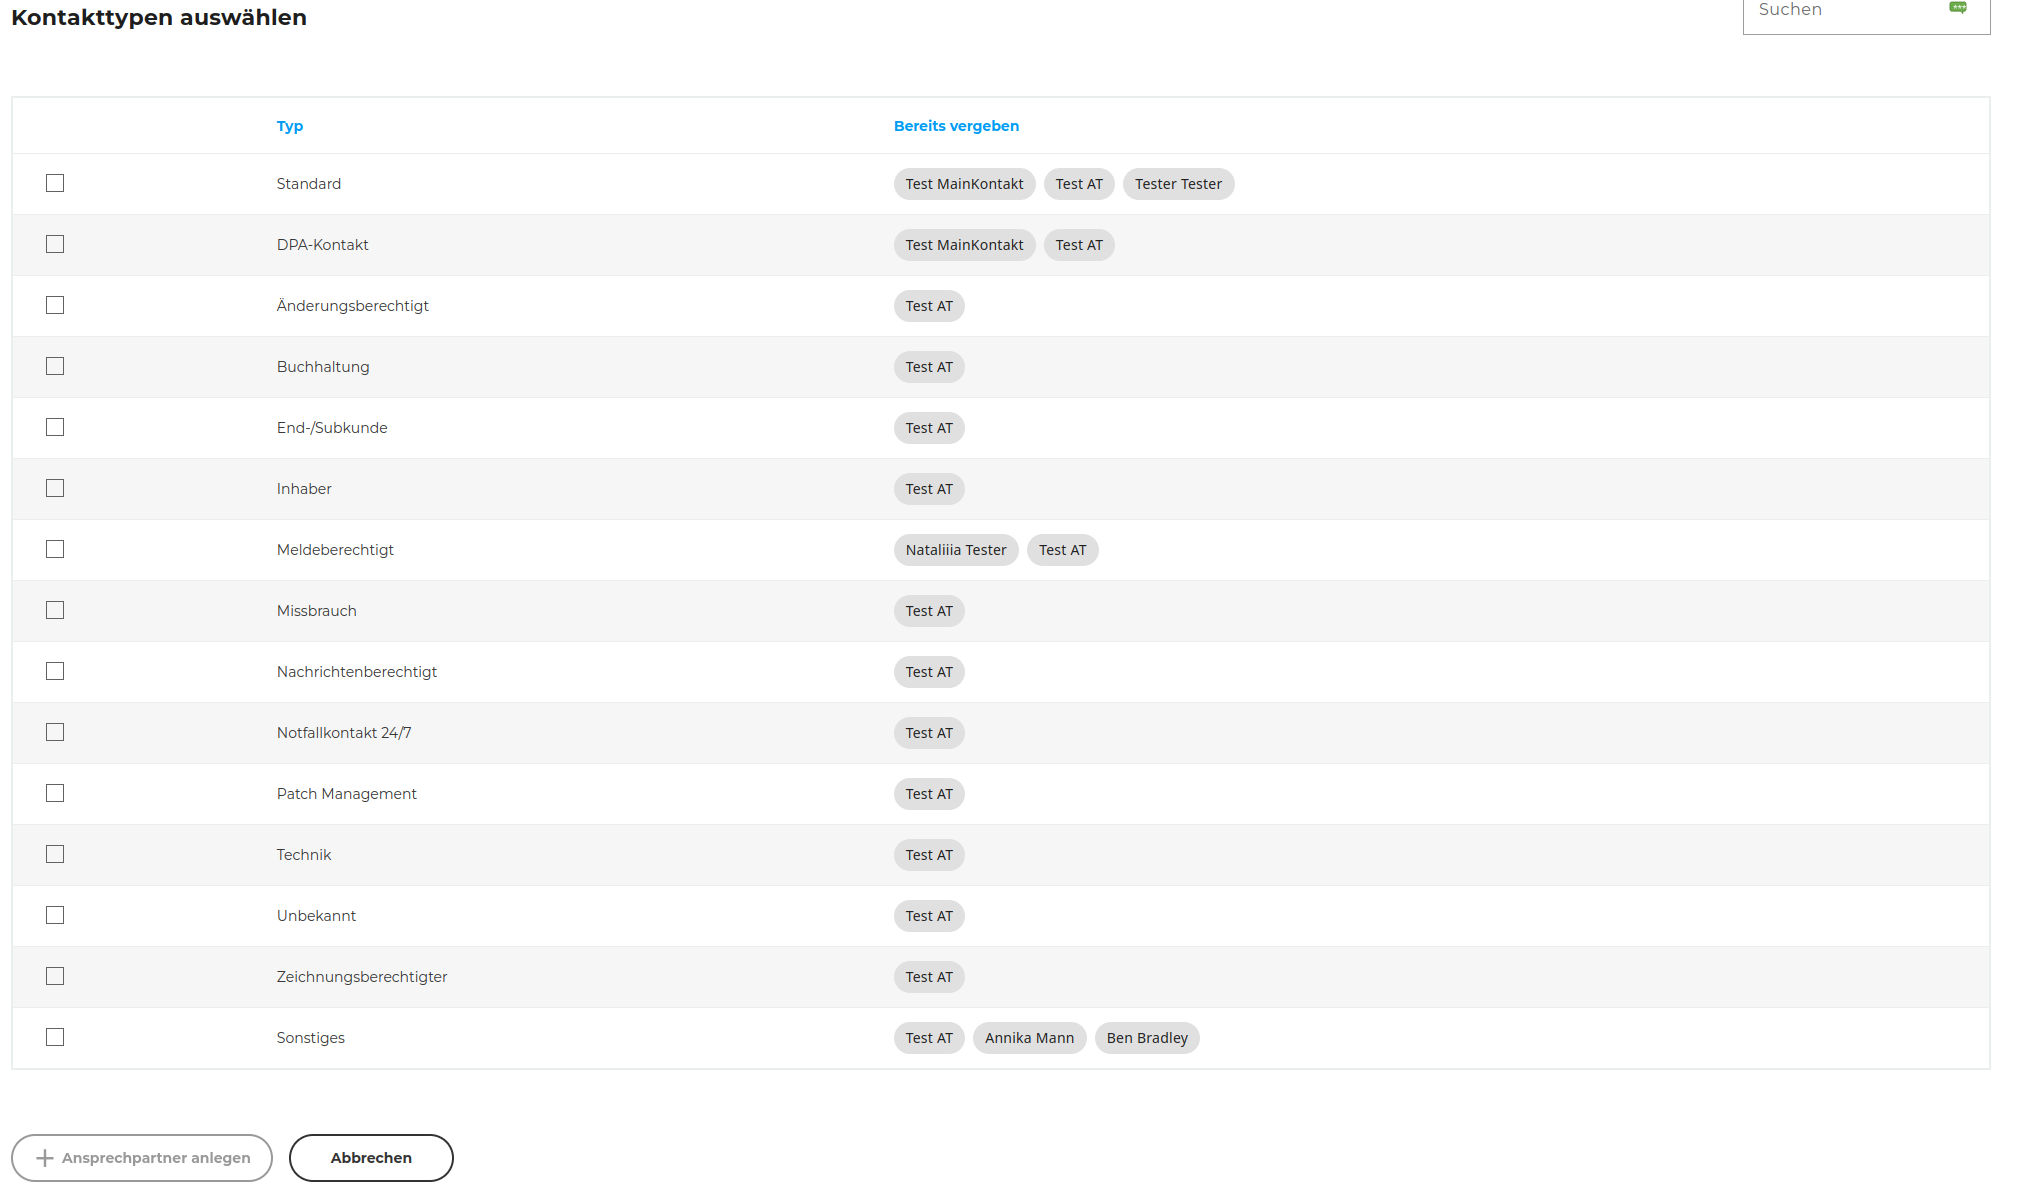 Kontakttypen auswählen
Suchen
Typ Bereits vergeben
Standard Test MainKontakt Test AT Tester Tester
DPA-Kontakt Test MainKontakt Test AT
Änderungsberechtigt Test AT
Buchhaltung Test AT
End-/Subkunde Test AT
Inhaber Test AT
Meldeberechtigt Nataliiia Tester Test AT
Missbrauch Test AT
Nachrichtenberechtigt Test AT
Notfallkontakt 24/7 Test AT
Patch Management Test AT
Technik Test AT
Unbekannt Test AT
Zeichnungsberechtigter Test AT
Sonstiges Test AT Annika Mann Ben Bradley
Ansprechpartner anlegen Abbrechen